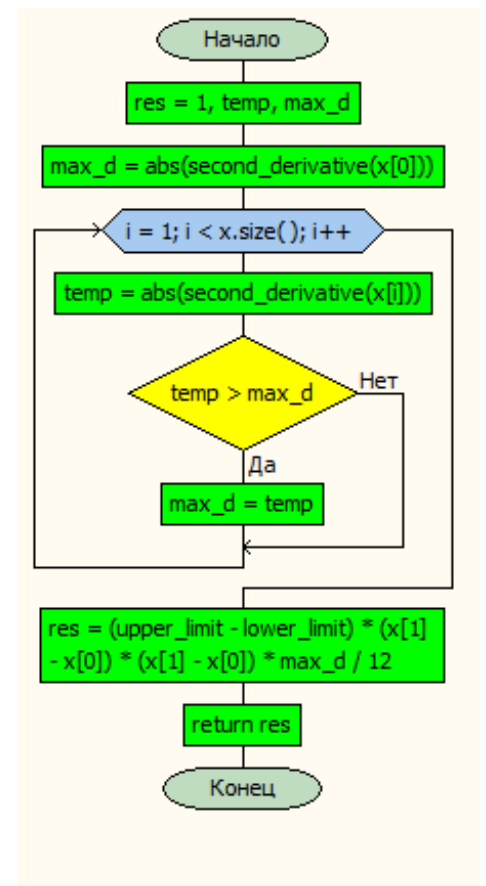 Начало
res = 1, temp, max_d
max_d = abs(second_derivative(x[0]))
i = 1; i < x.size( ); i++
temp = abs(second_derivative(x[i]))
temp > max_d
Нет
Да
max_d = temp
res = (upper_limit - lower_limit) * (x[1]
- x[0]) * (x[1] - x[0]) * max_d / 12
return res
Конец